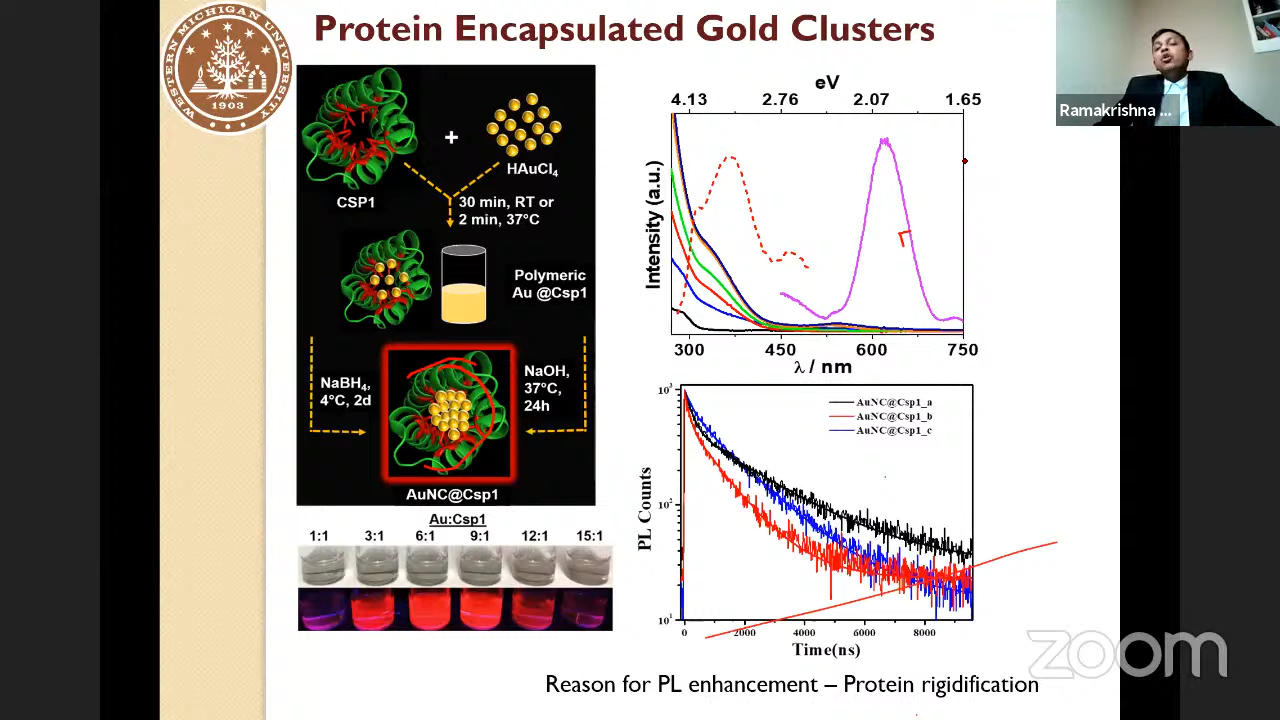 Protein Encapsulated Gold Clusters
WESTERN MICHIGAN UNIVERSITY
1903
Ramakrishna ...
+
HAuCl4
CSP1
30 min, RT or
2 min, 37°C
Polymeric
Au @Csp1
NaBH4,
4°C, 2d
NaOH,
37°C,
24h
AuNC@Csp1
Au:Csp1
1:1 3:1 6:1 9:1 12:1 15:1
eV
4.13 2.76 2.07 1.65
Intensity (a.u.)
300 450 600 750
λ / nm
AuNC@Csp1_a
AuNC@Csp1_b
AuNC@Csp1_c
10³
10²
10¹
PL Counts
0 2000 4000 6000 8000
Time(ns)
zoom
Reason for PL enhancement – Protein rigidification